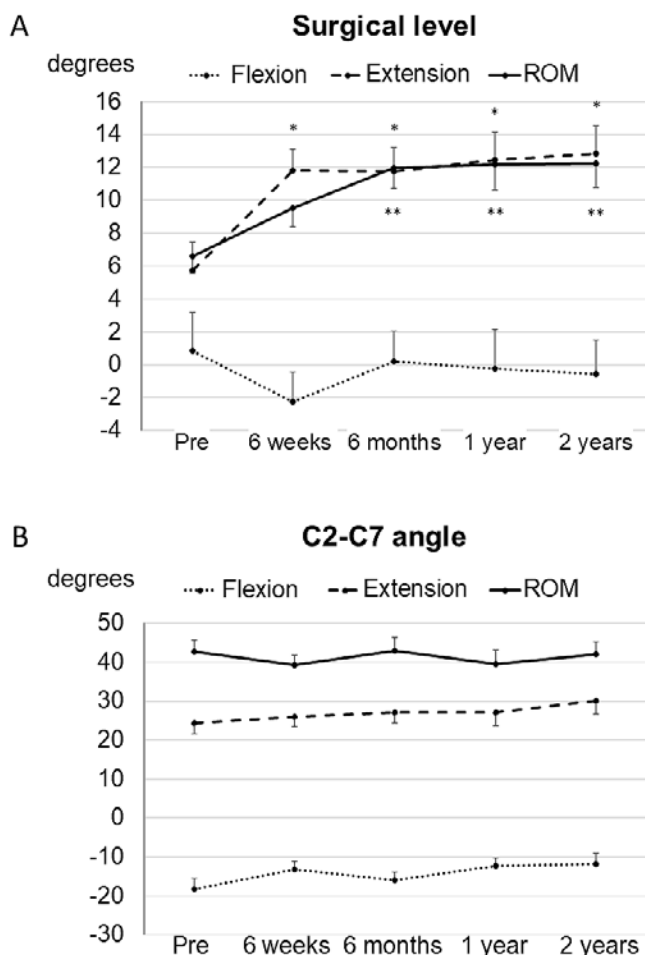 A
Surgical level
degrees
Flexion Extension ROM
16
14
12
10
8
6
4
2
0
-2
-4
* * * *
** ** **
Pre 6 weeks 6 months 1 year 2 years
B
C2-C7 angle
degrees
Flexion Extension ROM
50
40
30
20
10
0
-10
-20
-30
Pre 6 weeks 6 months 1 year 2 years